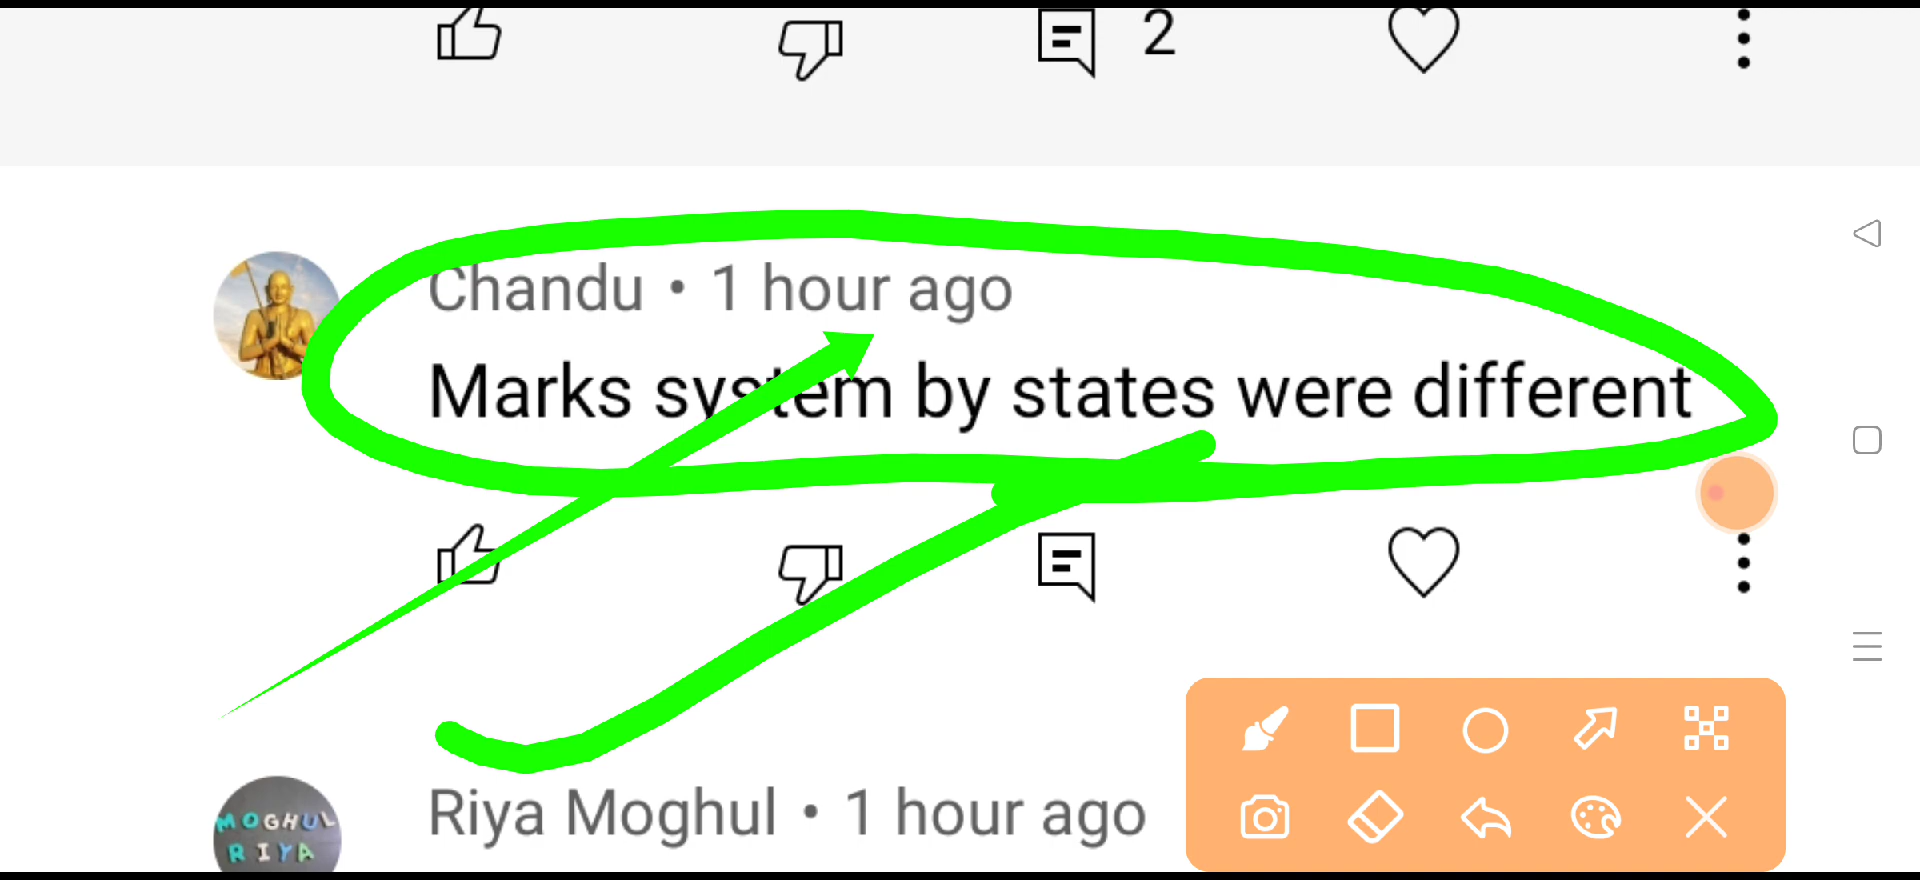 2
Chandu • 1 hour ago
Marks system by states were different
Riya Moghul • 1 hour ago
MOGHUL
RIYA